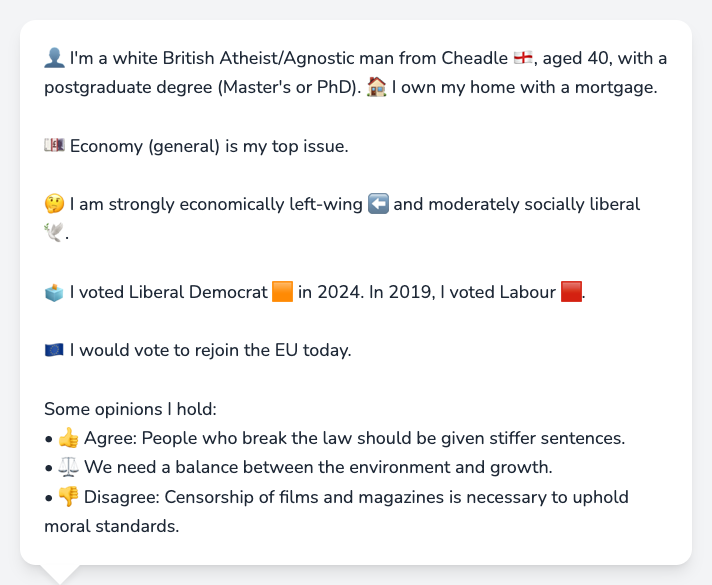 👤 I'm a white British Atheist/Agnostic man from Cheadle 🏴󠁧󠁢󠁥󠁮󠁧󠁿, aged 40, with a
postgraduate degree (Master's or PhD). 🏠 I own my home with a mortgage.
💷 Economy (general) is my top issue.
🤔 I am strongly economically left-wing ⬅️ and moderately socially liberal
🕊️.
🗳️ I voted Liberal Democrat 🟧 in 2024. In 2019, I voted Labour 🟥.
🇪🇺 I would vote to rejoin the EU today.
Some opinions I hold:
• 👍 Agree: People who break the law should be given stiffer sentences.
• ⚖️ We need a balance between the environment and growth.
• 👎 Disagree: Censorship of films and magazines is necessary to uphold
moral standards.